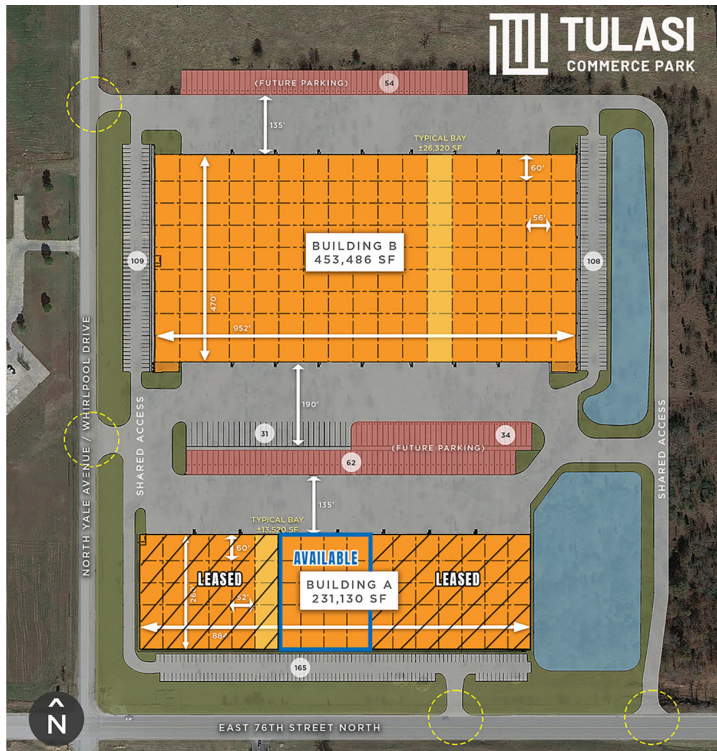 TULASI
COMMERCE PARK
(FUTURE PARKING)
54
135'
TYPICAL BAY
±26,320 SF
60'
56'
BUILDING B
453,486 SF
109
108
470'
952'
NORTH YALE AVENUE / WHIRLPOOL DRIVE
SHARED ACCESS
SHARED ACCESS
190'
31
34
(FUTURE PARKING)
62
135'
TYPICAL BAY
±13,520 SF
60'
AVAILABLE
LEASED
BUILDING A
231,130 SF
LEASED
52'
165
N
EAST 76TH STREET NORTH